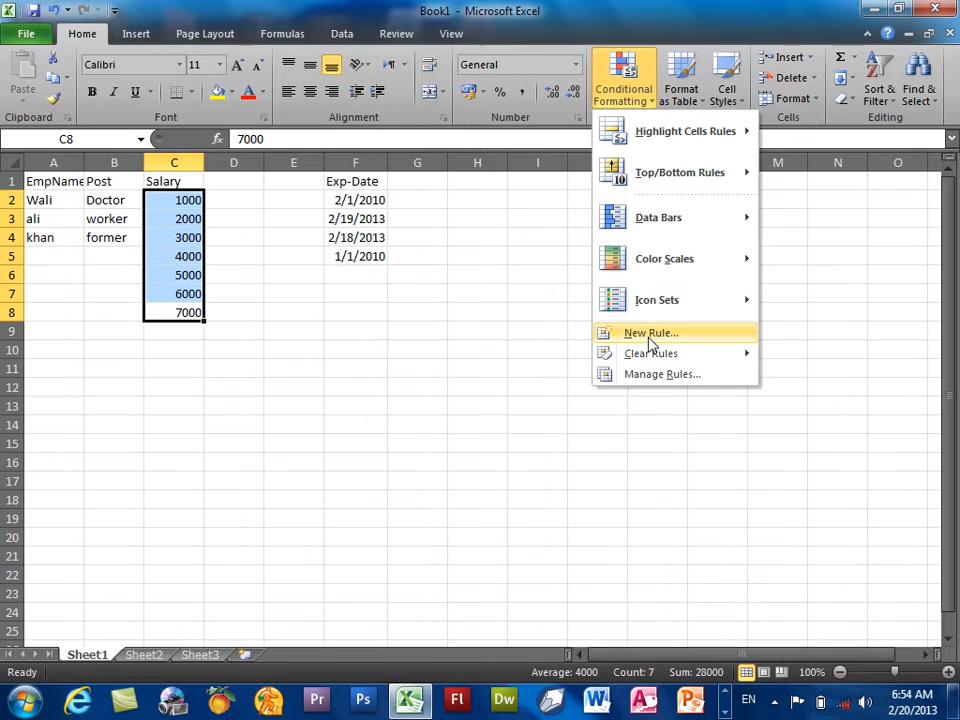 Book1 - Microsoft Excel
File Home Insert Page Layout Formulas Data Review View
Paste
Clipboard
Calibri 11
B I U
Font
Alignment
General
Number
Conditional Formatting
Format as Table
Cell Styles
Insert
Delete
Format
Cells
Sort & Filter
Find & Select
Editing
C8 fx 7000
A B C D E F G H I M N O
1 EmpName Post Salary Exp-Date
2 Wali Doctor 1000 2/1/2010
3 ali worker 2000 2/19/2013
4 khan former 3000 2/18/2013
5 4000 1/1/2010
6 5000
7 6000
8 7000
9
10
11
12
13
14
15
16
17
18
19
20
21
22
23
24
25
Highlight Cells Rules
Top/Bottom Rules
Data Bars
Color Scales
Icon Sets
New Rule...
Clear Rules
Manage Rules...
Sheet1 Sheet2 Sheet3
Ready Average: 4000 Count: 7 Sum: 28000 100%
Pr Ps Fl Dw EN 6:54 AM
2/20/2013